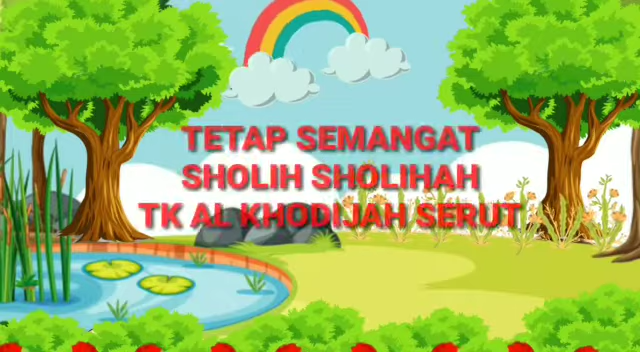 TETAP SEMANGAT
SHOLIH SHOLIHAH
TK AL KHODIJAH SERUT